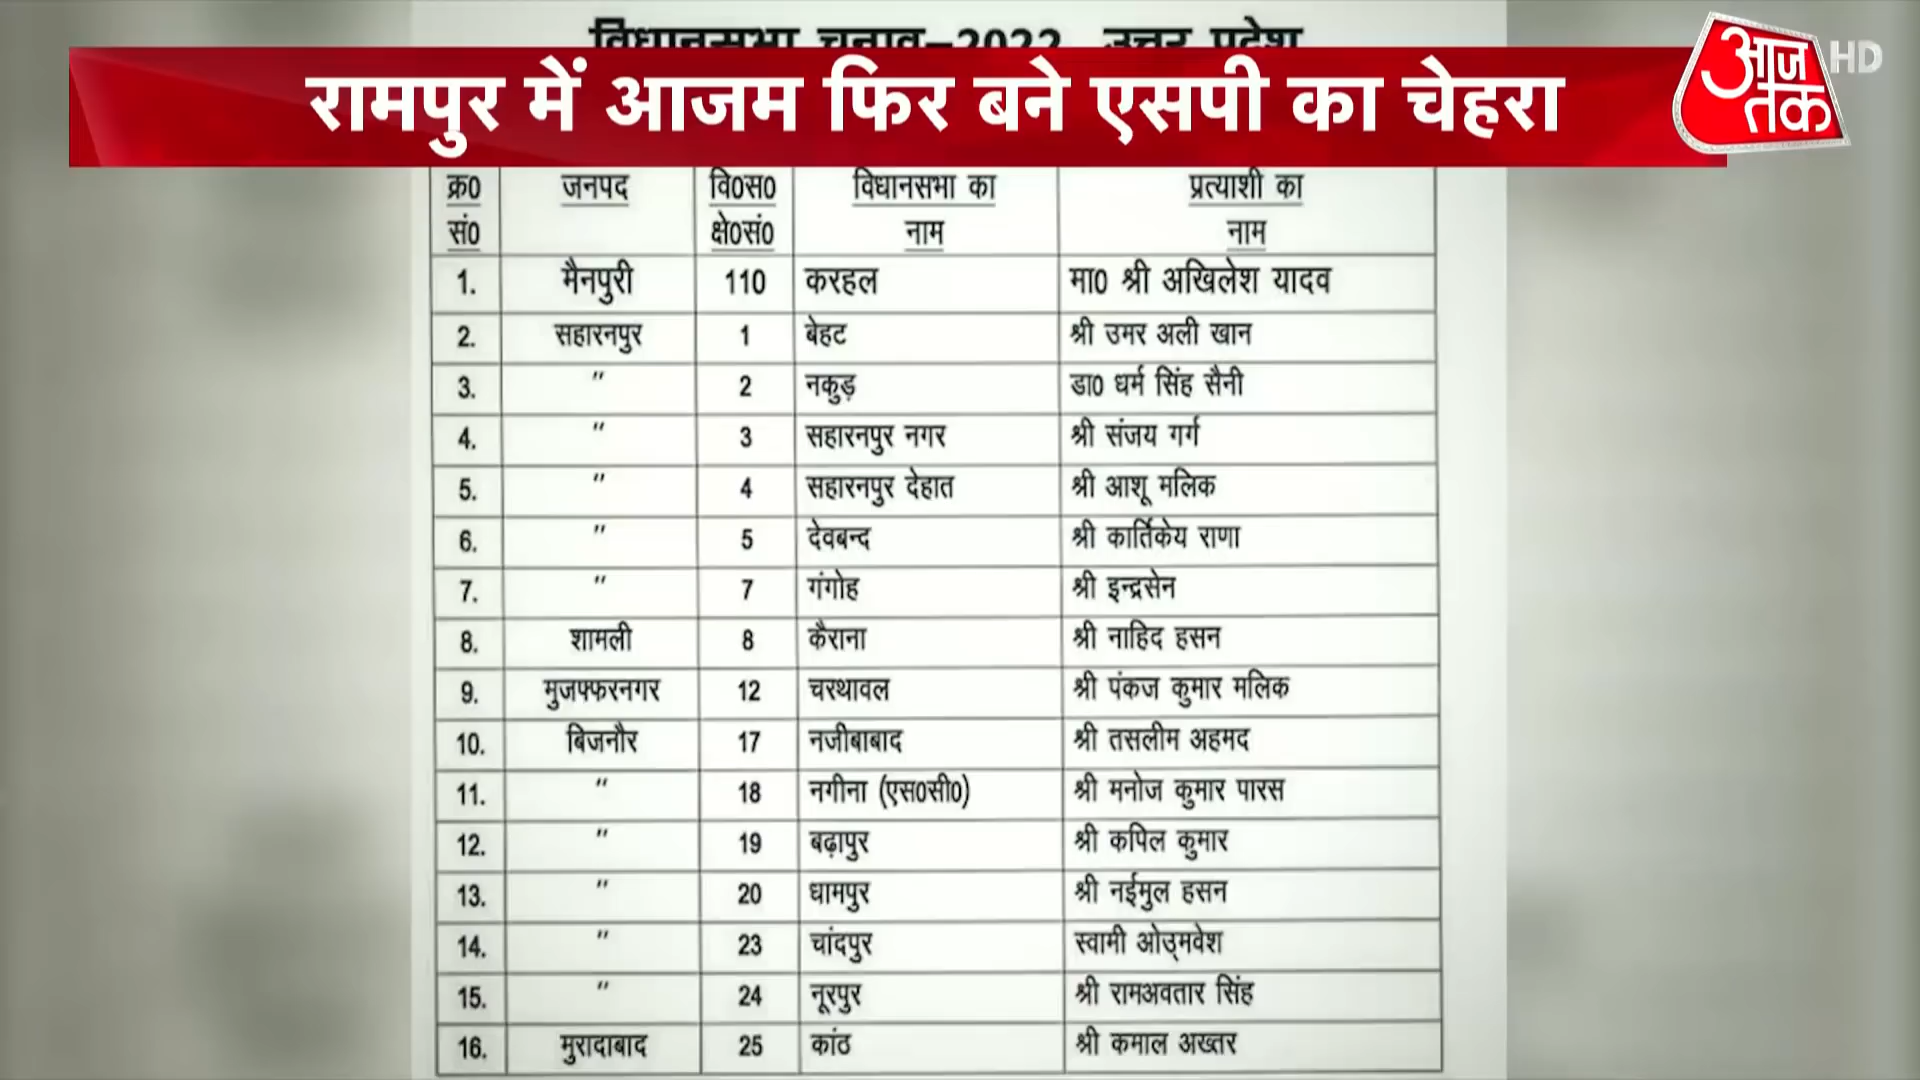 विधानसभा चुनाव–2022 उत्तर प्रदेश
रामपुर में आजम फिर बने एसपी का चेहरा
आज तक HD
क्र0 सं0 जनपद वि0स0 क्षे0सं0 विधानसभा का नाम प्रत्याशी का नाम
1. मैनपुरी 110 करहल मा0 श्री अखिलेश यादव
2. सहारनपुर 1 बेहट श्री उमर अली खान
3. " 2 नकुड़ डा0 धर्म सिंह सैनी
4. " 3 सहारनपुर नगर श्री संजय गर्ग
5. " 4 सहारनपुर देहात श्री आशू मलिक
6. " 5 देवबन्द श्री कार्तिकेय राणा
7. " 7 गंगोह श्री इन्द्रसेन
8. शामली 8 कैराना श्री नाहिद हसन
9. मुजफ्फरनगर 12 चरथावल श्री पंकज कुमार मलिक
10. बिजनौर 17 नजीबाबाद श्री तसलीम अहमद
11. " 18 नगीना (एस0सी0) श्री मनोज कुमार पारस
12. " 19 बढ़ापुर श्री कपिल कुमार
13. " 20 धामपुर श्री नईमुल हसन
14. " 23 चांदपुर स्वामी ओउ्मवेश
15. " 24 नूरपुर श्री रामअवतार सिंह
16. मुरादाबाद 25 कांठ श्री कमाल अख्तर